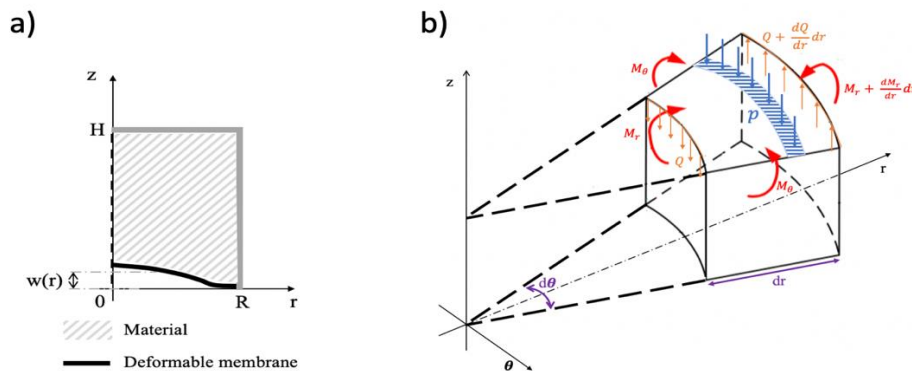 a)
z
H
w(r)
0
R
r
Material
Deformable membrane
b)
z
Q + dQ/dr dr
M_θ
M_r + dM_r/dr d
p
M_r
Q
M_θ
r
dθ
dr
θ